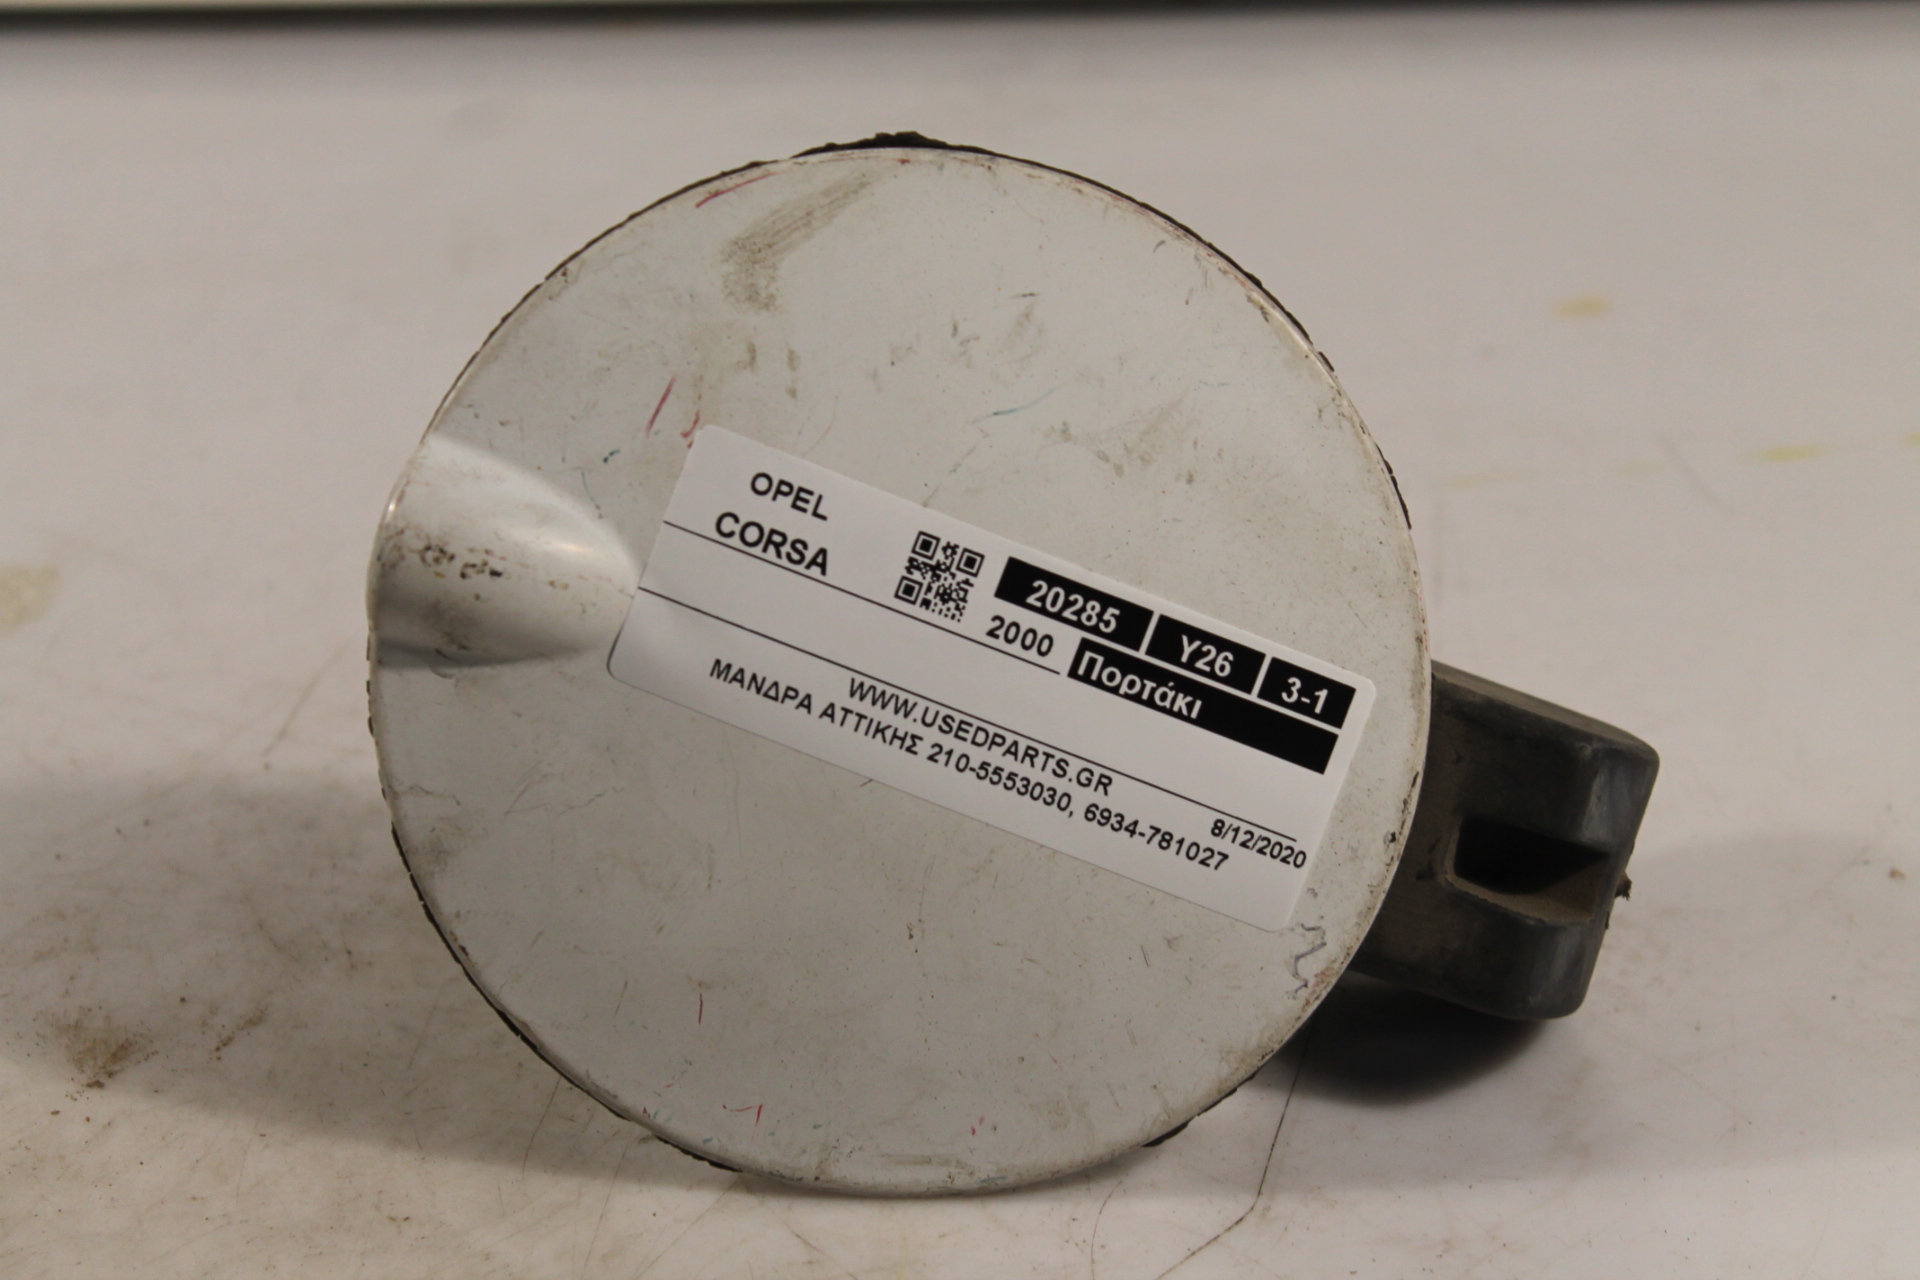 OPEL
CORSA
20285 Y26 3-1
2000 Πορτάκι
WWW.USEDPARTS.GR
8/12/2020
ΜΑΝΔΡΑ ΑΤΤΙΚΗΣ 210-5553030, 6934-781027